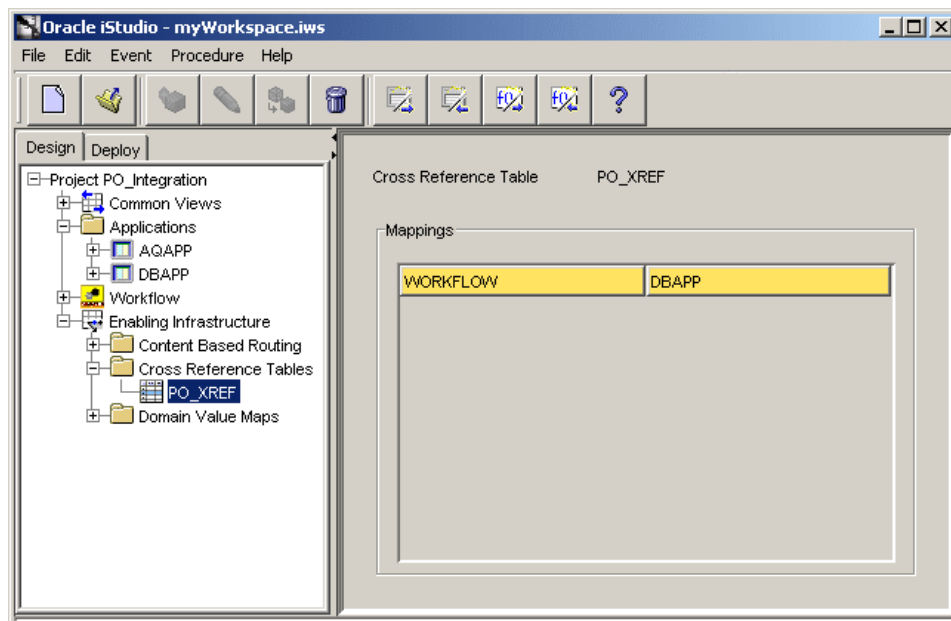 Oracle iStudio - myWorkspace.iws
File Edit Event Procedure Help
Design Deploy
Project PO_Integration
Common Views
Applications
AQAPP
DBAPP
Workflow
Enabling Infrastructure
Content Based Routing
Cross Reference Tables
PO_XREF
Domain Value Maps
Cross Reference Table PO_XREF
Mappings
WORKFLOW DBAPP